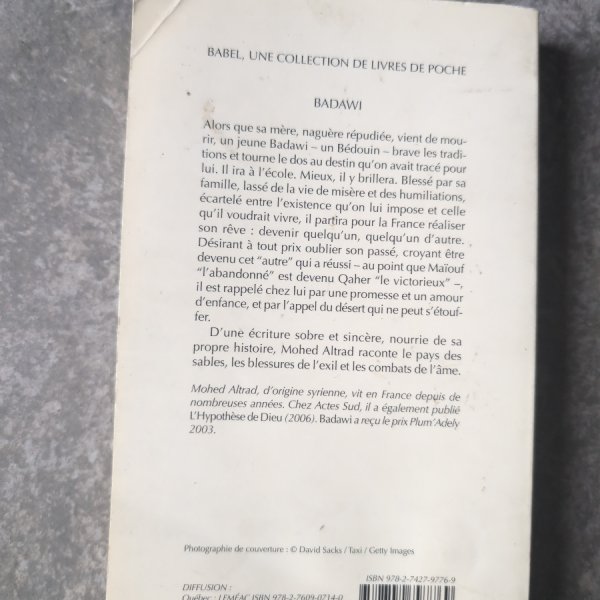 BABEL, UNE COLLECTION DE LIVRES DE POCHE
BADAWI
Alors que sa mère, naguère répudiée, vient de mou-
rir, un jeune Badawi – un Bédouin – brave les tradi-
tions et tourne le dos au destin qu'on avait tracé pour
lui. Il ira à l'école. Mieux, il y brillera. Blessé par sa
famille, lassé de la vie de misère et des humiliations,
écartelé entre l'existence qu'on lui impose et celle
qu'il voudrait vivre, il partira pour la France réaliser
son rêve : devenir quelqu'un, quelqu'un d'autre.
Désirant à tout prix oublier son passé, croyant être
devenu cet "autre" qui a réussi – au point que Maïouf
"l'abandonné" est devenu Qaher "le victorieux" –,
il est rappelé chez lui par une promesse et un amour
d'enfance, et par l'appel du désert qui ne peut s'étouf-
fer.
D'une écriture sobre et sincère, nourrie de sa
propre histoire, Mohed Altrad raconte le pays des
sables, les blessures de l'exil et les combats de l'âme.
Mohed Altrad, d'origine syrienne, vit en France depuis de
nombreuses années. Chez Actes Sud, il a également publié
L'Hypothèse de Dieu (2006). Badawi a reçu le prix Plum'Adely
2003.
Photographie de couverture : © David Sacks / Taxi / Getty Images
ISBN 978-2-7427-9776-9
DIFFUSION :
Québec : LEMÉAC ISBN 978-2-7609-0714-0